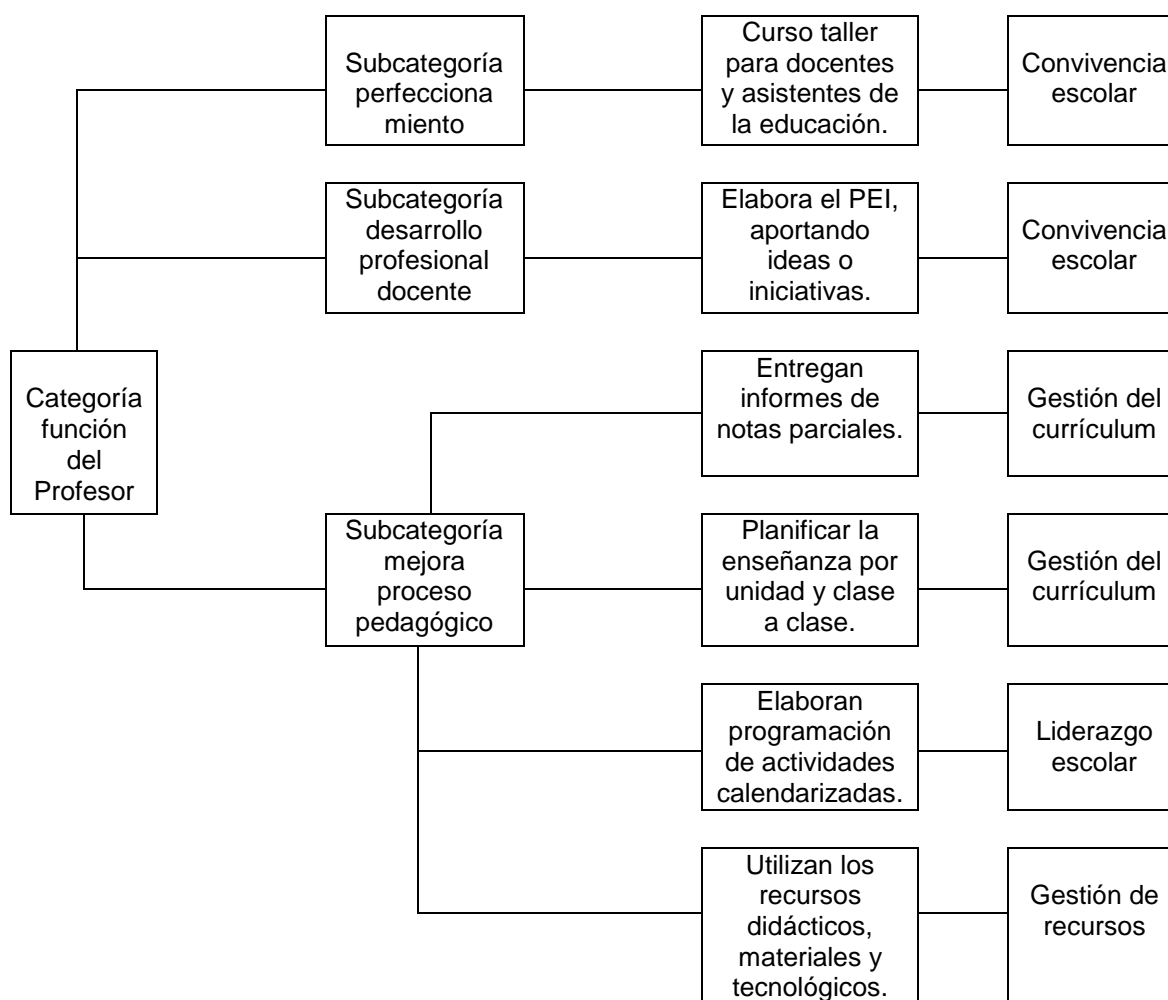 Subcategoría
perfecciona
miento
Curso taller
para docentes
y asistentes de
la educación.
Convivencia
escolar
Subcategoría
desarrollo
profesional
docente
Elabora el PEI,
aportando
ideas o
iniciativas.
Convivencia
escolar
Categoría
función
del
Profesor
Entregan
informes de
notas parciales.
Gestión del
currículum
Subcategoría
mejora
proceso
pedagógico
Planificar la
enseñanza por
unidad y clase
a clase.
Gestión del
currículum
Elaboran
programación
de actividades
calendarizadas.
Liderazgo
escolar
Utilizan los
recursos
didácticos,
materiales y
tecnológicos.
Gestión de
recursos